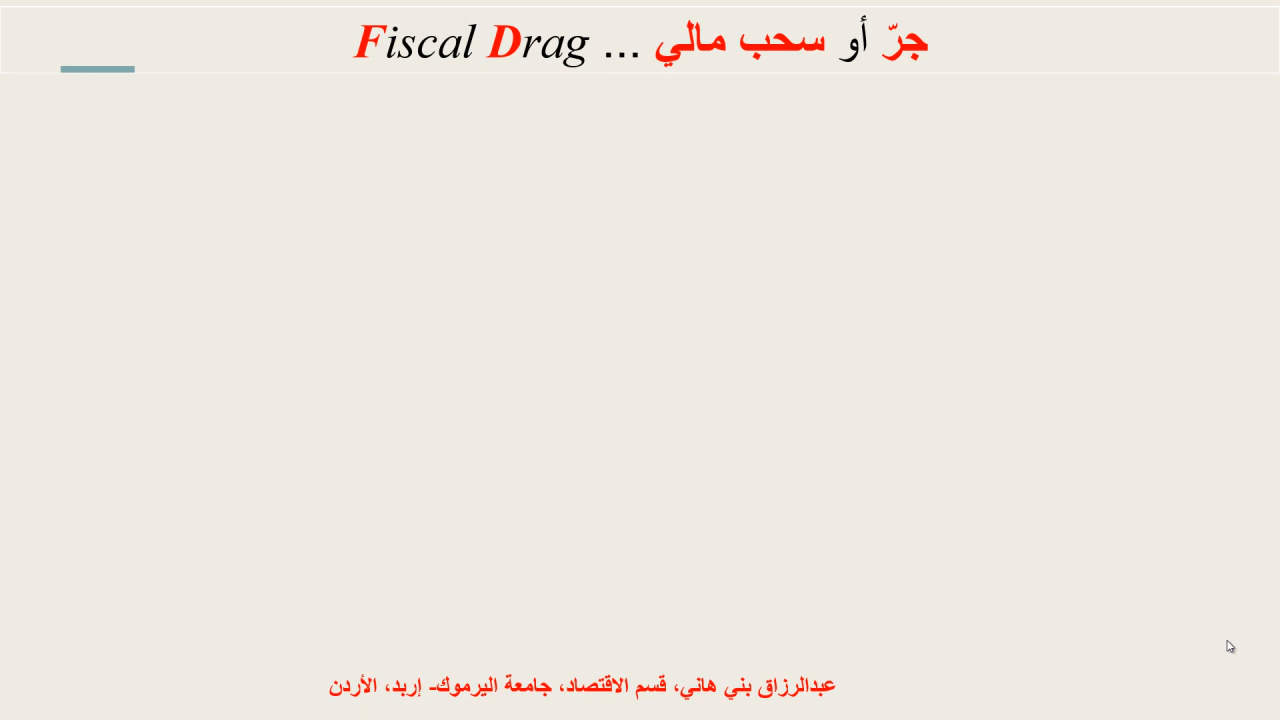 جرّ أو سحب مالي ... Fiscal Drag
عبدالرزاق بني هاني، قسم الاقتصاد، جامعة اليرموك- إربد، الأردن